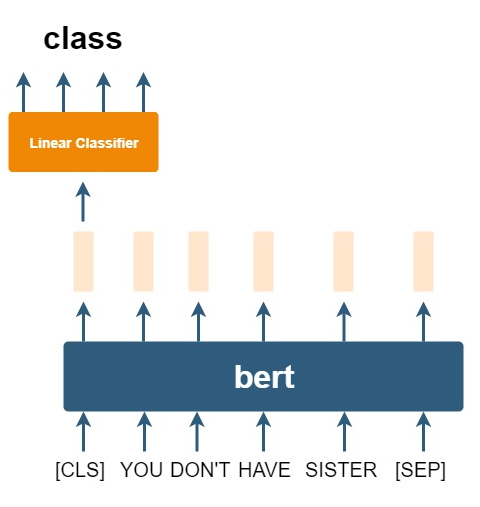 class
Linear Classifier
bert
[CLS] YOU DON'T HAVE SISTER [SEP]